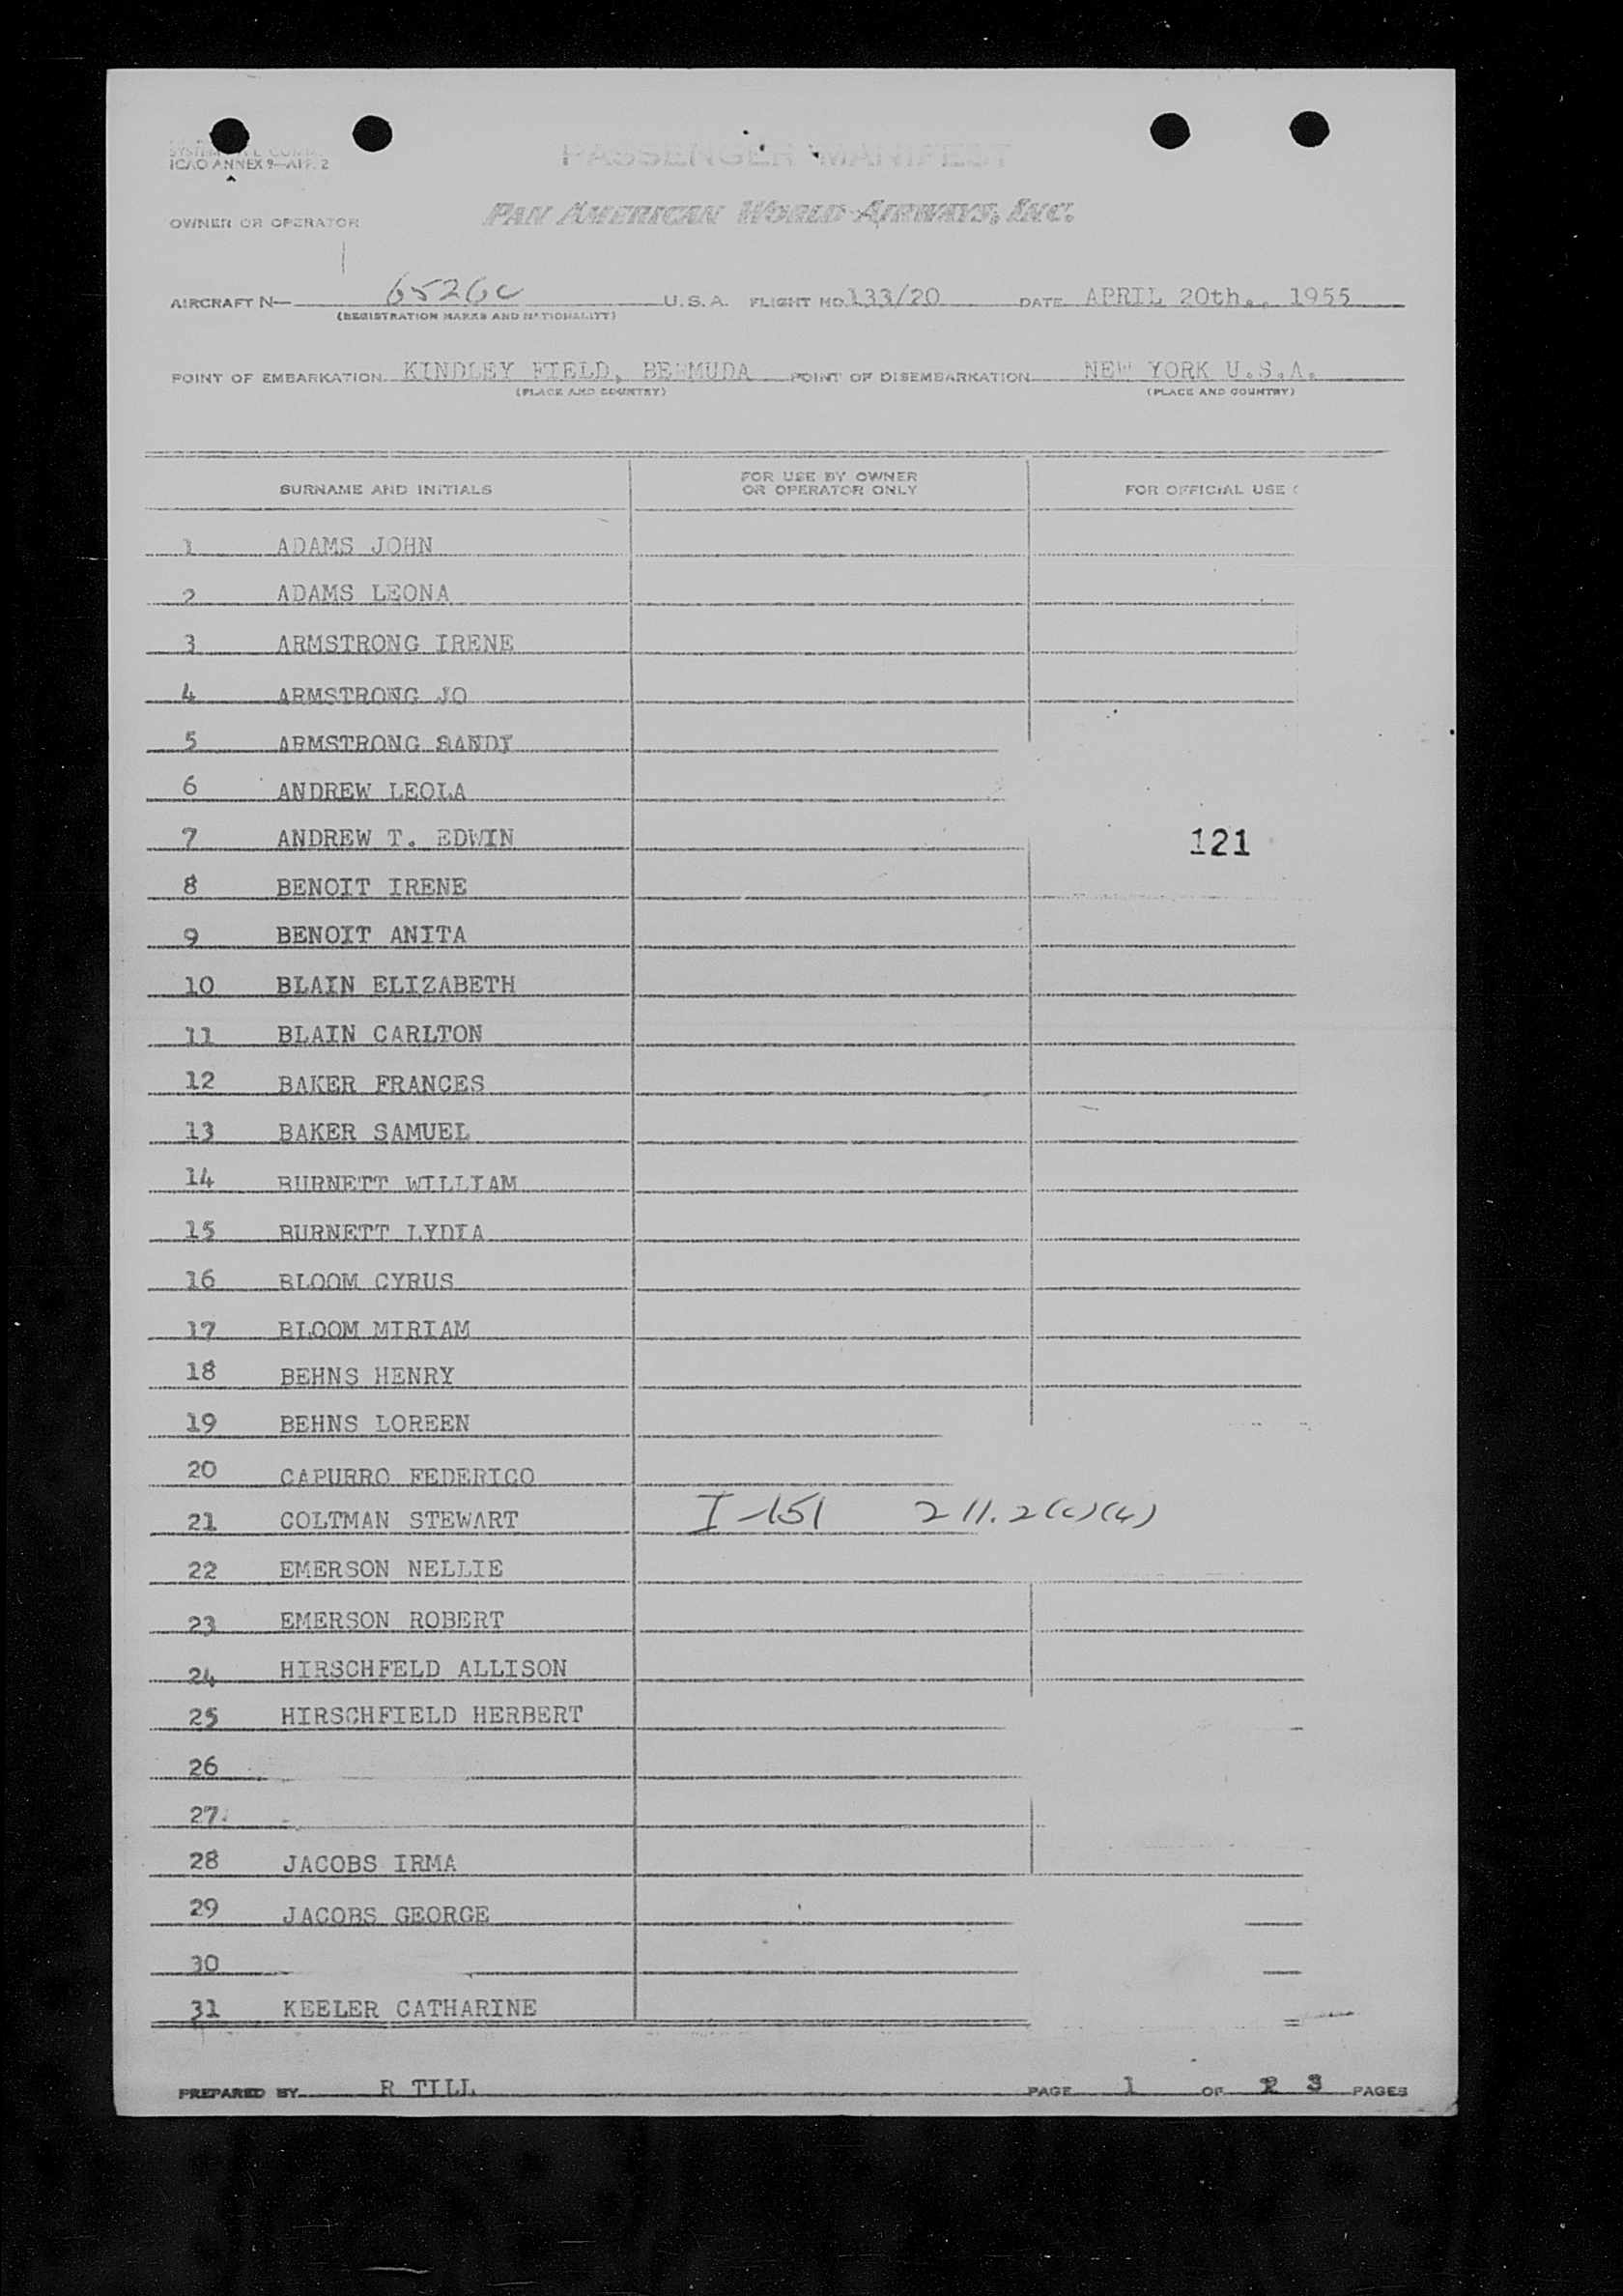 ICAO ANNEX 9—APP. 2
PASSENGER MANIFEST
OWNER OR OPERATOR PAN AMERICAN WORLD AIRWAYS, INC.
AIRCRAFT N— 6526C U.S.A. FLIGHT NO. 133/20 DATE APRIL 20th., 1955
(REGISTRATION MARKS AND NATIONALITY)
POINT OF EMBARKATION KINDLEY FIELD, BERMUDA POINT OF DISEMBARKATION NEW YORK U.S.A.
(PLACE AND COUNTRY) (PLACE AND COUNTRY)
SURNAME AND INITIALS FOR USE BY OWNER OR OPERATOR ONLY FOR OFFICIAL USE
1 ADAMS JOHN
2 ADAMS LEONA
3 ARMSTRONG IRENE
4 ARMSTRONG JO
5 ARMSTRONG SANDY
6 ANDREW LEOLA
7 ANDREW T. EDWIN 121
8 BENOIT IRENE
9 BENOIT ANITA
10 BLAIN ELIZABETH
11 BLAIN CARLTON
12 BAKER FRANCES
13 BAKER SAMUEL
14 BURNETT WILLIAM
15 BURNETT LYDIA
16 BLOOM CYRUS
17 BLOOM MIRIAM
18 BEHNS HENRY
19 BEHNS LOREEN
20 CAPURRO FEDERICO
21 COLTMAN STEWART I-151 211.2(c)(4)
22 EMERSON NELLIE
23 EMERSON ROBERT
24 HIRSCHFELD ALLISON
25 HIRSCHFIELD HERBERT
26
27
28 JACOBS IRMA
29 JACOBS GEORGE
30
31 KEELER CATHARINE
PREPARED BY R TILL PAGE 1 OF 2 3 PAGES